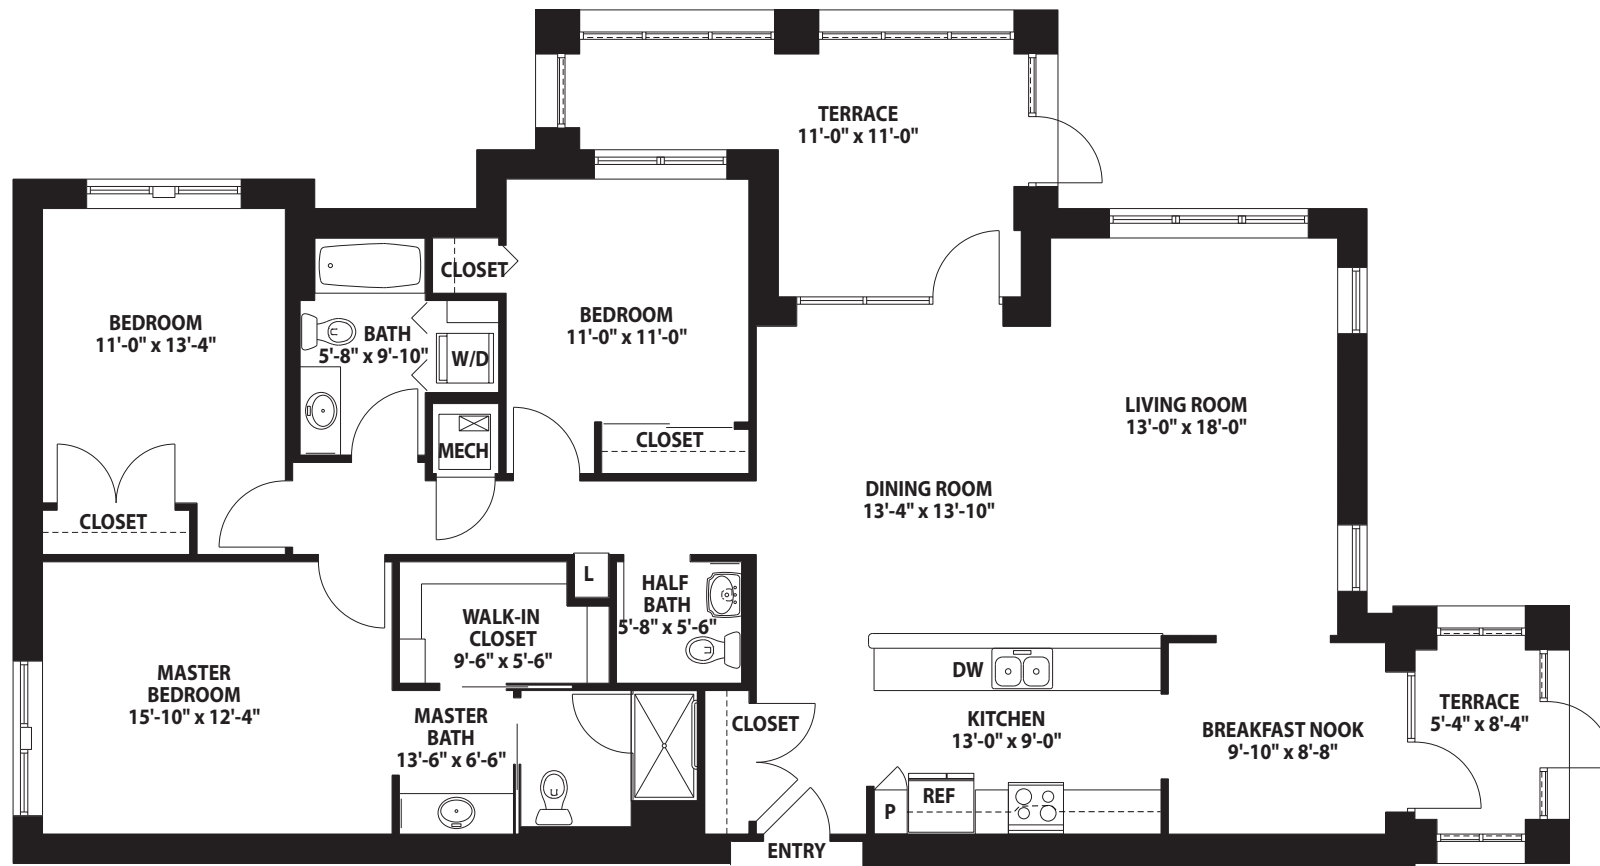 TERRACE
11'-0" x 11'-0"
CLOSET
BEDROOM
11'-0" x 13'-4"
BATH
5'-8" x 9'-10"
W/D
BEDROOM
11'-0" x 11'-0"
LIVING ROOM
13'-0" x 18'-0"
MECH
CLOSET
DINING ROOM
13'-4" x 13'-10"
CLOSET
L
HALF
BATH
5'-8" x 5'-6"
WALK-IN
CLOSET
9'-6" x 5'-6"
MASTER
BEDROOM
15'-10" x 12'-4"
MASTER
BATH
13'-6" x 6'-6"
CLOSET
DW
KITCHEN
13'-0" x 9'-0"
BREAKFAST NOOK
9'-10" x 8'-8"
TERRACE
5'-4" x 8'-4"
P
REF
ENTRY